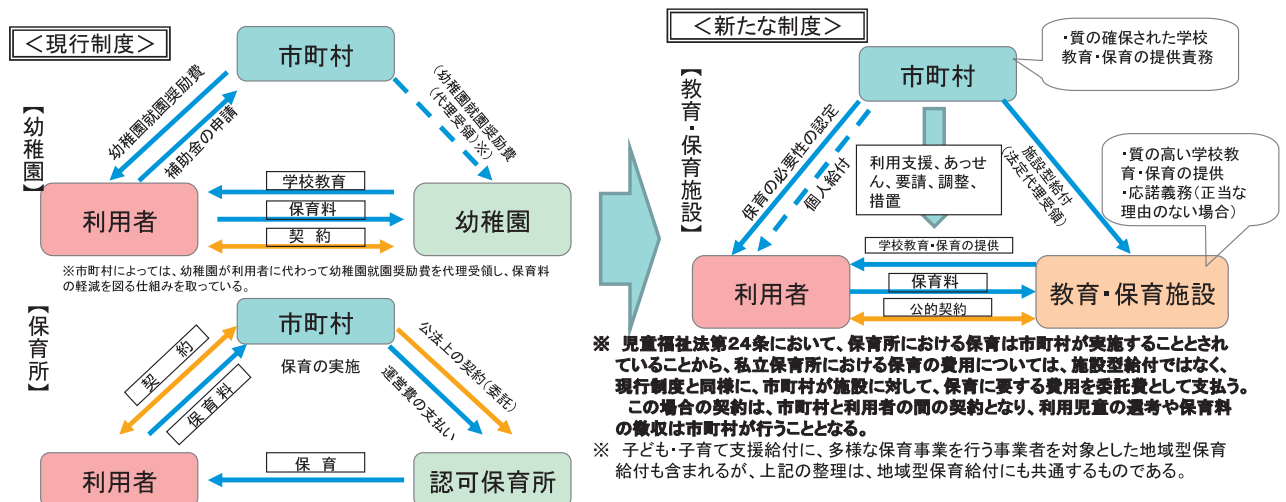 ＜現行制度＞
【幼稚園】
市町村
幼稚園就園奨励費
補助金の申請
（幼稚園就園奨励費
（代理受領）※）
利用者
学校教育
保育料
契約
幼稚園
※市町村によっては、幼稚園が利用者に代わって幼稚園就園奨励費を代理受領し、保育料
の軽減を図る仕組みを取っている。
【保育所】
市町村
保育の実施
契約
保育料
公法上の契約（委託）
運営費の支払い
利用者
保育
認可保育所
＜新たな制度＞
【教育・保育施設】
市町村
・質の確保された学校
教育・保育の提供責務
保育の必要性の認定
個人給付
利用支援、あっせ
ん、要請、調整、
措置
施設型給付
（法定代理受領）
・質の高い学校教
育・保育の提供
・応諾義務（正当な
理由のない場合）
利用者
学校教育・保育の提供
保育料
公的契約
教育・保育施設
※ 児童福祉法第２４条において、保育所における保育は市町村が実施することとされ
ていることから、私立保育所における保育の費用については、施設型給付ではなく、
現行制度と同様に、市町村が施設に対して、保育に要する費用を委託費として支払う。
この場合の契約は、市町村と利用者の間の契約となり、利用児童の選考や保育料
の徴収は市町村が行うこととなる。
※ 子ども・子育て支援給付に、多様な保育事業を行う事業者を対象とした地域型保育
給付も含まれるが、上記の整理は、地域型保育給付にも共通するものである。